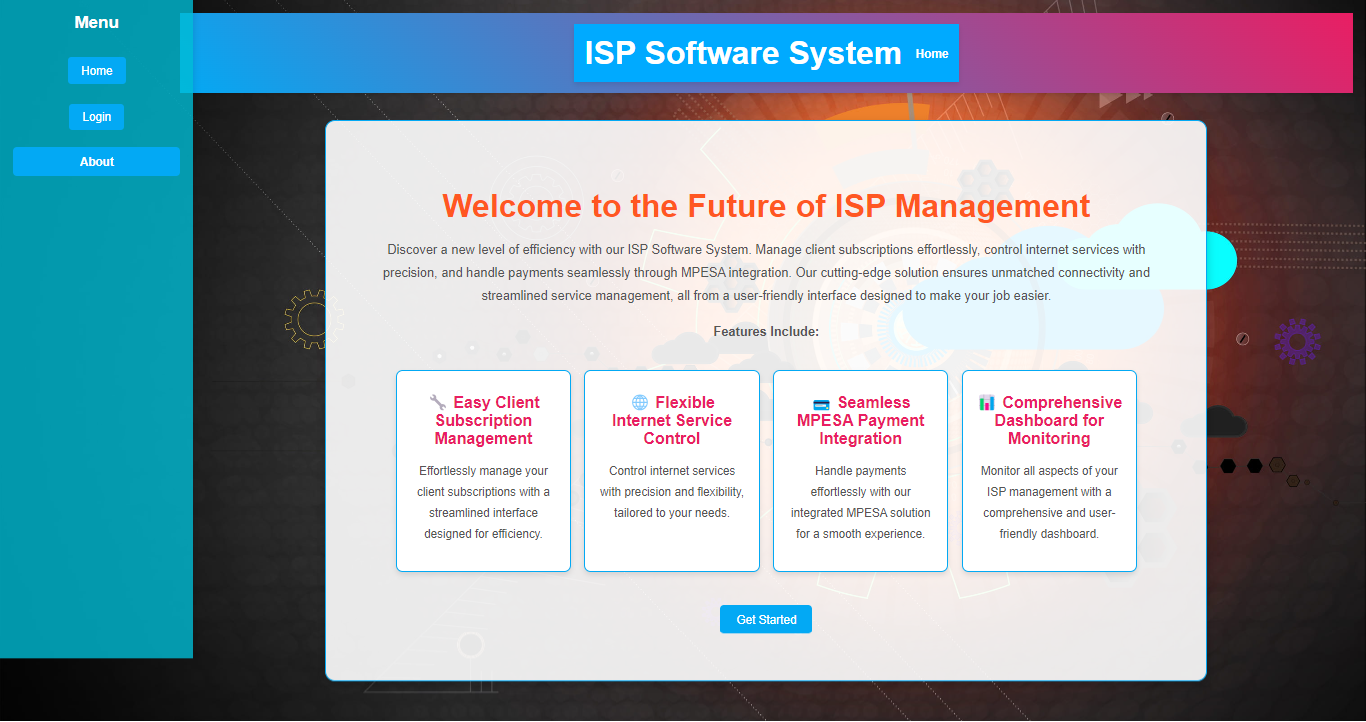 Menu
Home
Login
About
ISP Software System Home
Welcome to the Future of ISP Management
Discover a new level of efficiency with our ISP Software System. Manage client subscriptions effortlessly, control internet services with
precision, and handle payments seamlessly through MPESA integration. Our cutting-edge solution ensures unmatched connectivity and
streamlined service management, all from a user-friendly interface designed to make your job easier.
Features Include:
Easy Client
Subscription
Management
Effortlessly manage your
client subscriptions with a
streamlined interface
designed for efficiency.
Flexible
Internet Service
Control
Control internet services
with precision and flexibility,
tailored to your needs.
Seamless
MPESA Payment
Integration
Handle payments
effortlessly with our
integrated MPESA solution
for a smooth experience.
Comprehensive
Dashboard for
Monitoring
Monitor all aspects of your
ISP management with a
comprehensive and user-
friendly dashboard.
Get Started